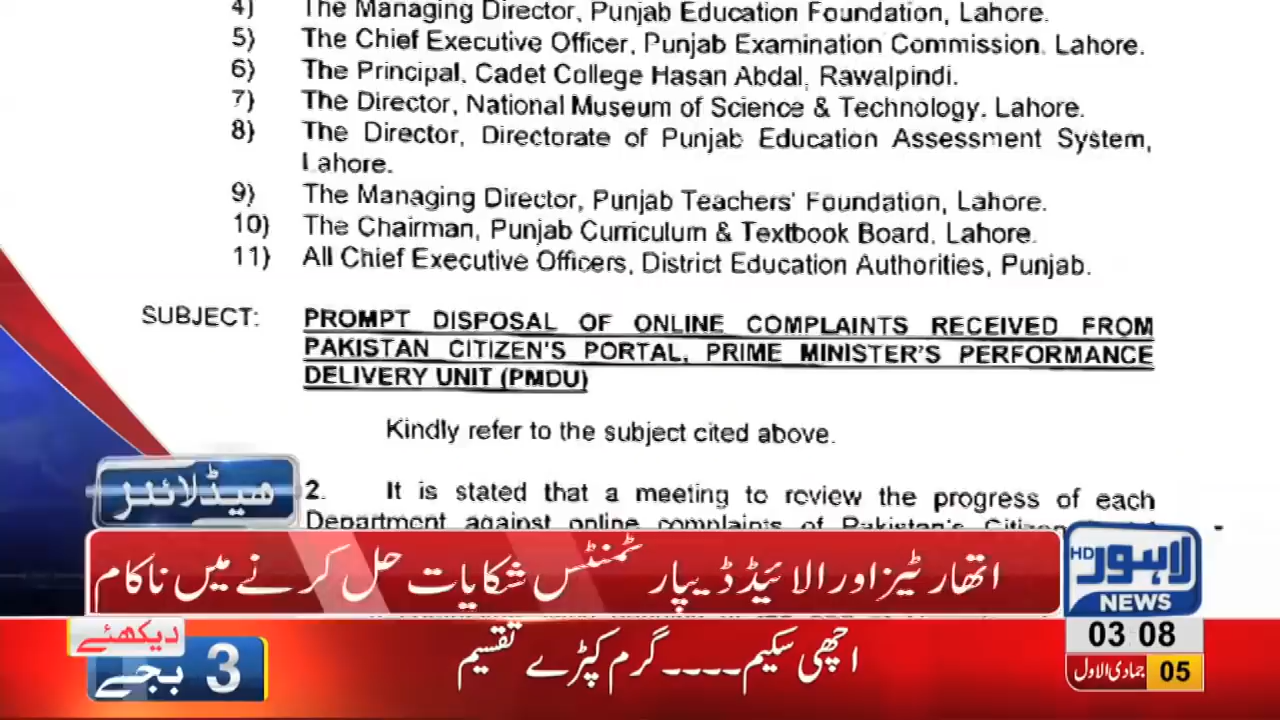 4) The Managing Director, Punjab Education Foundation, Lahore.
5) The Chief Executive Officer, Punjab Examination Commission, Lahore.
6) The Principal, Cadet College Hasan Abdal, Rawalpindi.
7) The Director, National Museum of Science & Technology, Lahore.
8) The Director, Directorate of Punjab Education Assessment System,
Lahore.
9) The Managing Director, Punjab Teachers' Foundation, Lahore.
10) The Chairman, Punjab Curriculum & Textbook Board, Lahore.
11) All Chief Executive Officers, District Education Authorities, Punjab.
SUBJECT: PROMPT DISPOSAL OF ONLINE COMPLAINTS RECEIVED FROM
PAKISTAN CITIZEN'S PORTAL, PRIME MINISTER'S PERFORMANCE
DELIVERY UNIT (PMDU)
Kindly refer to the subject cited above.
2. It is stated that a meeting to review the progress of each
Department against online complaints of Pakistan's
ہیڈلائنز
اتھارٹیز اور الائیڈ ڈیپارٹمنٹس شکایات حل کرنے میں ناکام
HD لاہور
NEWS
03 08
05 جمادی الاول
دیکھئے
3 بجے
اچھی سکیم .... گرم کپڑے تقسیم